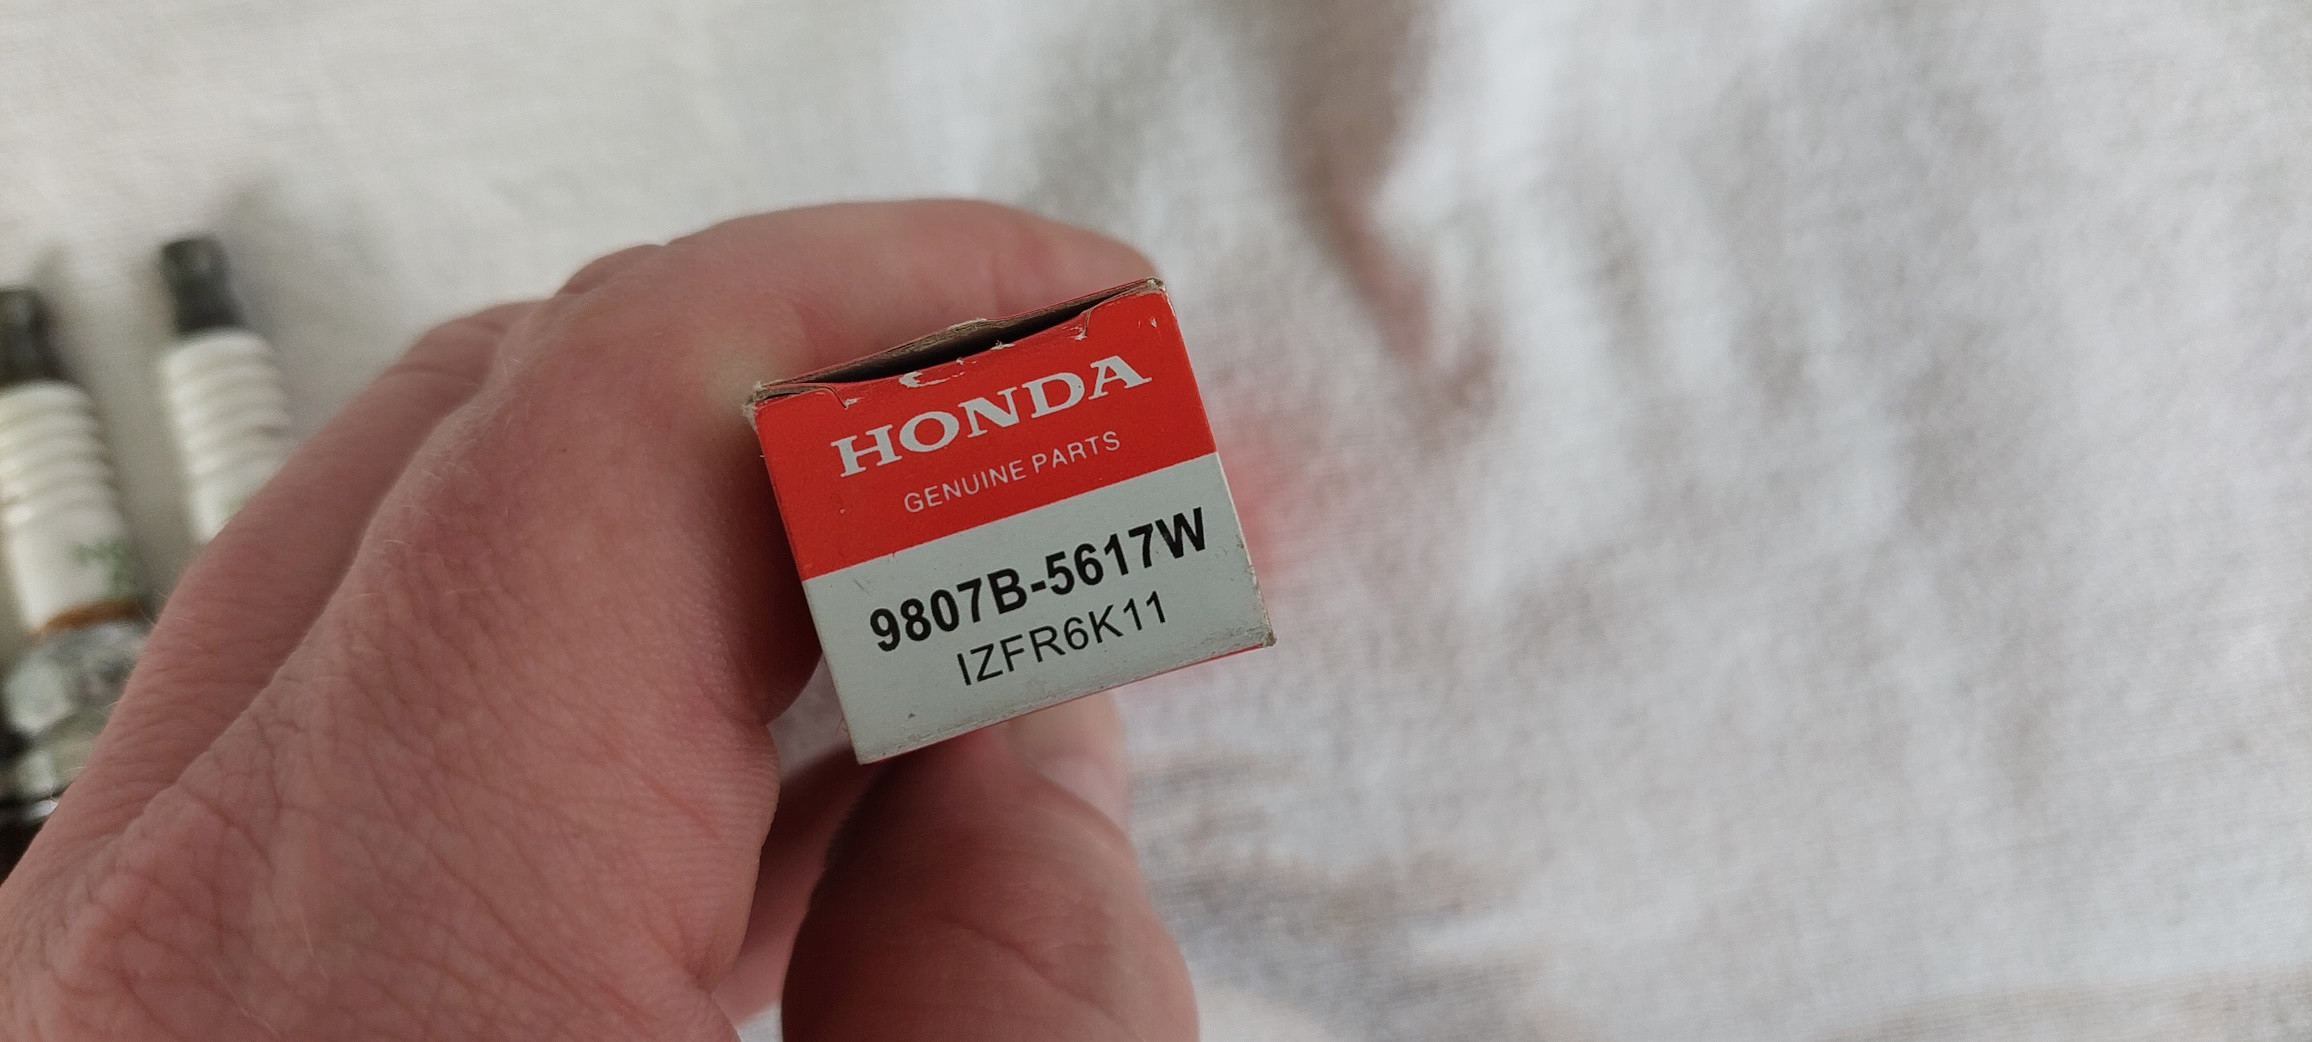 HONDA
GENUINE PARTS
9807B-5617W
IZFR6K11